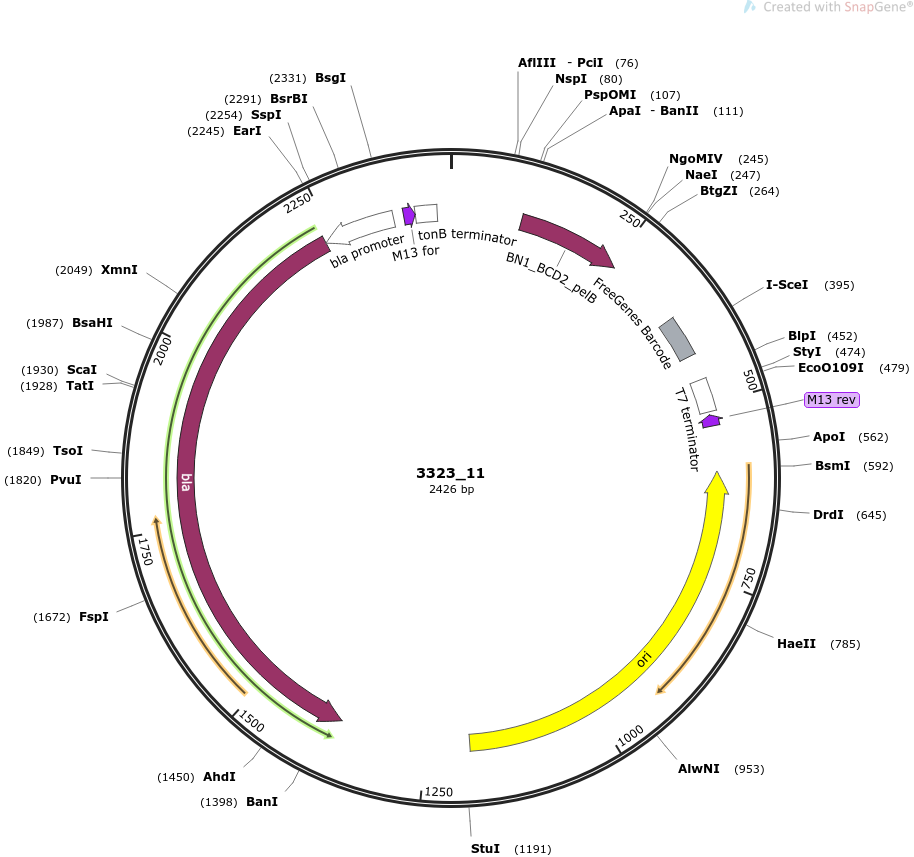 Created with SnapGene®
AflIII - PciI (76)
NspI (80)
PspOMI (107)
ApaI - BanII (111)
NgoMIV (245)
NaeI (247)
BtgZI (264)
I-SceI (395)
BlpI (452)
StyI (474)
EcoO109I (479)
M13 rev
ApoI (562)
BsmI (592)
DrdI (645)
HaeII (785)
AlwNI (953)
StuI (1191)
(1398) BanI
(1450) AhdI
(1672) FspI
(1820) PvuI
(1849) TsoI
(1928) TatI
(1930) ScaI
(1987) BsaHI
(2049) XmnI
(2245) EarI
(2254) SspI
(2291) BsrBI
(2331) BsgI
250
500
750
1000
1250
1500
1750
2000
2250
bla promoter
M13 for
tonB terminator
BN1_BCD2_pelB
FreeGenes Barcode
T7 terminator
ori
bla
3323_11
2426 bp